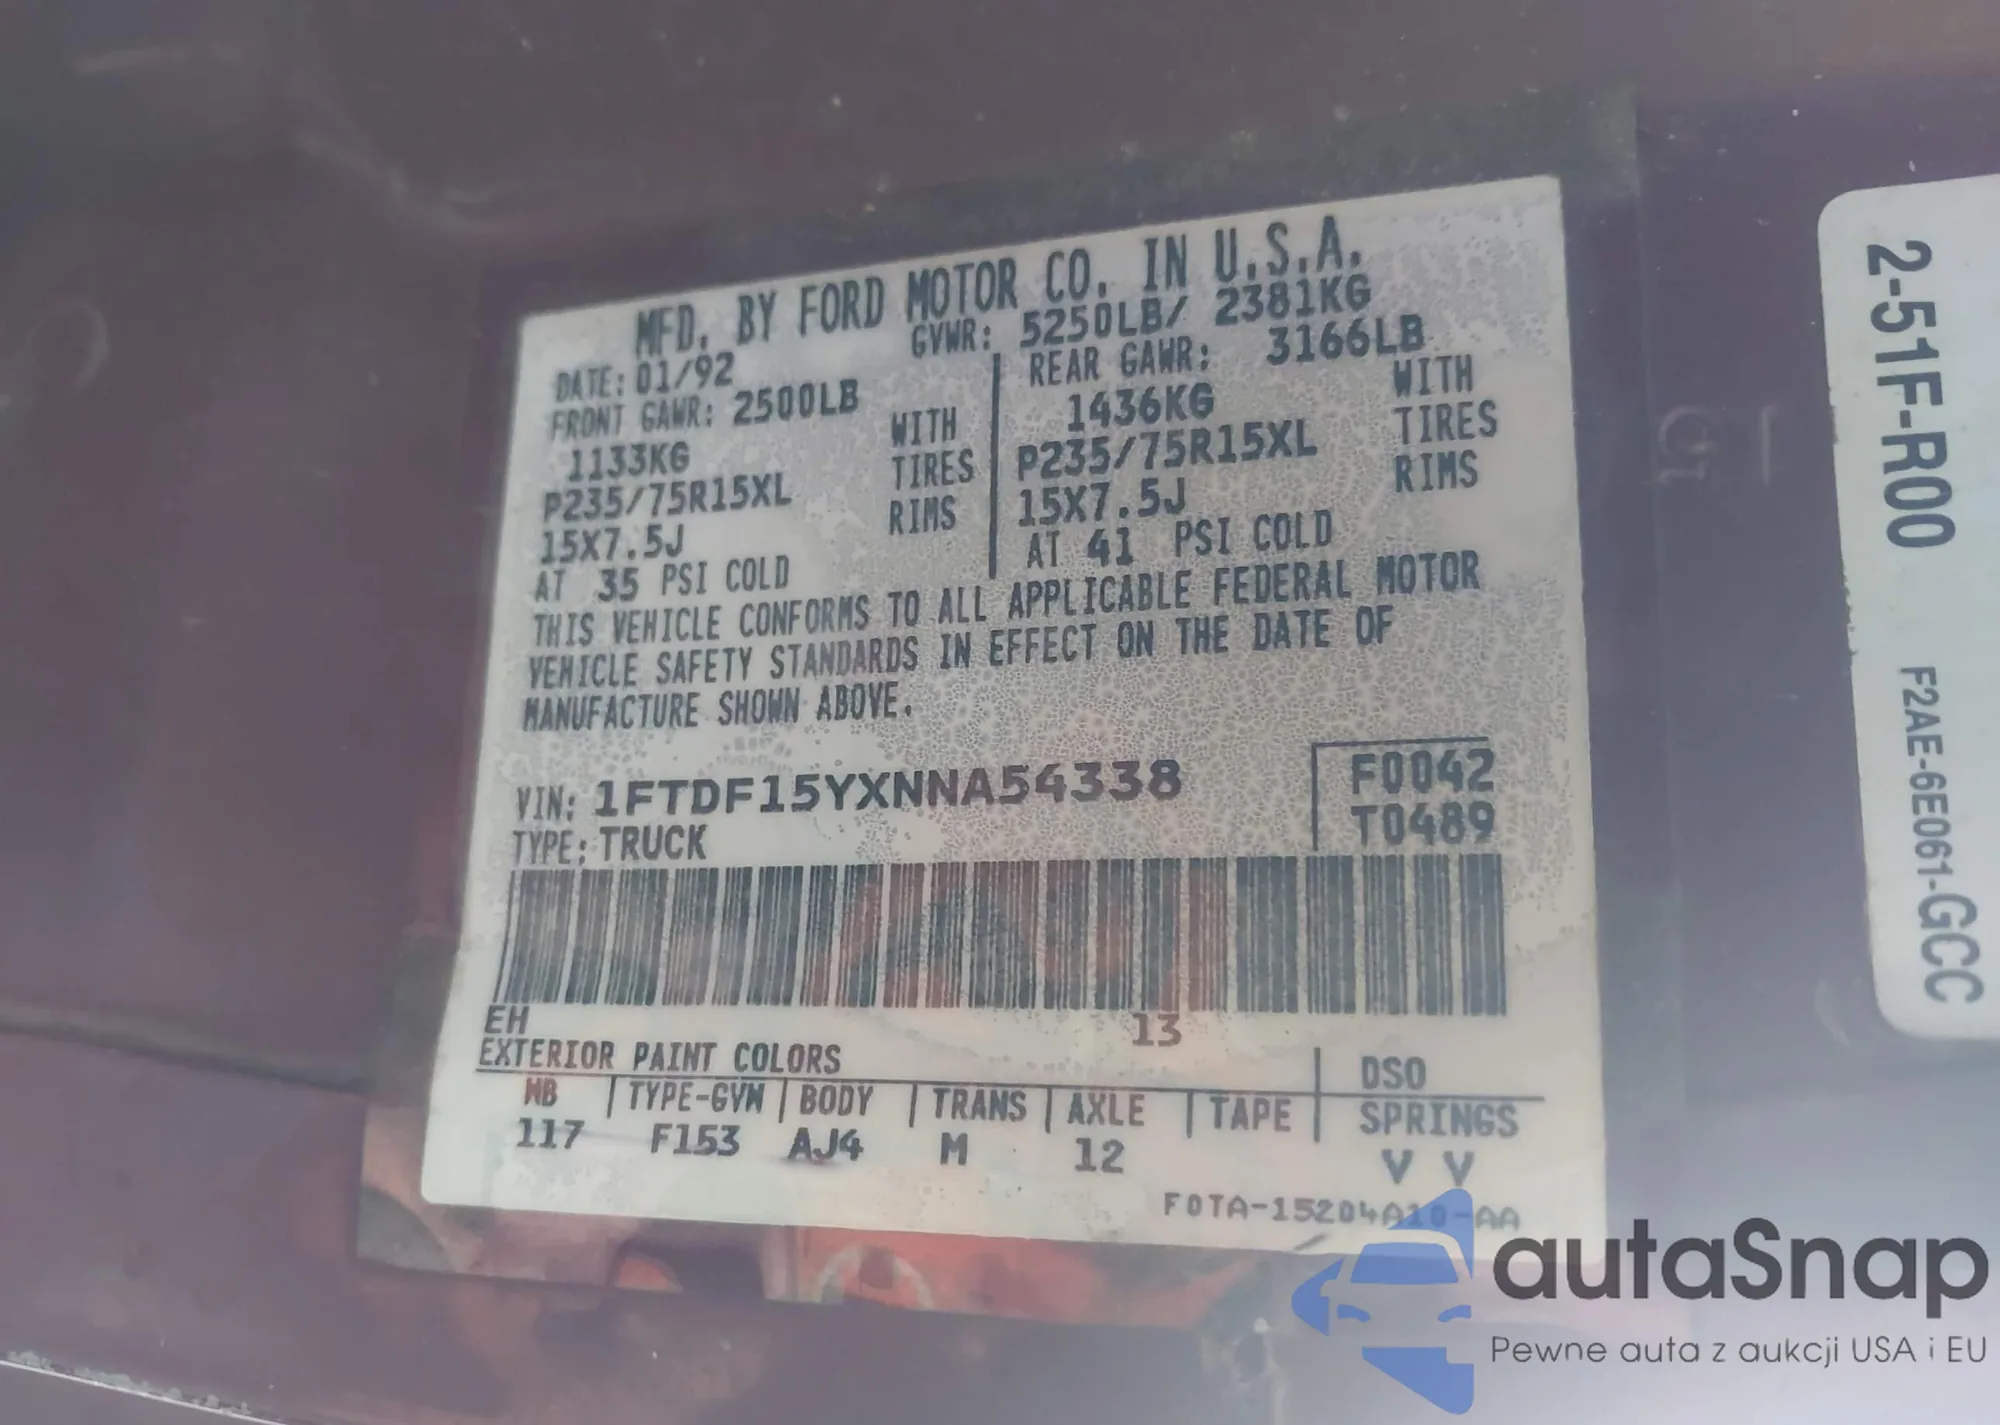 MFD. BY FORD MOTOR CO. IN U.S.A.
DATE: 01/92 GVWR: 5250LB/ 2381KG
FRONT GAWR: 2500LB REAR GAWR: 3166LB
1133KG WITH 1436KG WITH
P235/75R15XL TIRES P235/75R15XL TIRES
15X7.5J RIMS 15X7.5J RIMS
AT 35 PSI COLD AT 41 PSI COLD
THIS VEHICLE CONFORMS TO ALL APPLICABLE FEDERAL MOTOR
VEHICLE SAFETY STANDARDS IN EFFECT ON THE DATE OF
MANUFACTURE SHOWN ABOVE.
F0042
VIN: 1FTDF15YXNNA54338
T0489
TYPE: TRUCK
EH 13
EXTERIOR PAINT COLORS DSO
WB TYPE-GVW BODY TRANS AXLE TAPE SPRINGS
117 F153 AJ4 M 12 V V
F0TA-15204A10-AA
2-51F-R00
F2AE-6E061-GCC
autaSnap
Pewne auta z aukcji USA i EU